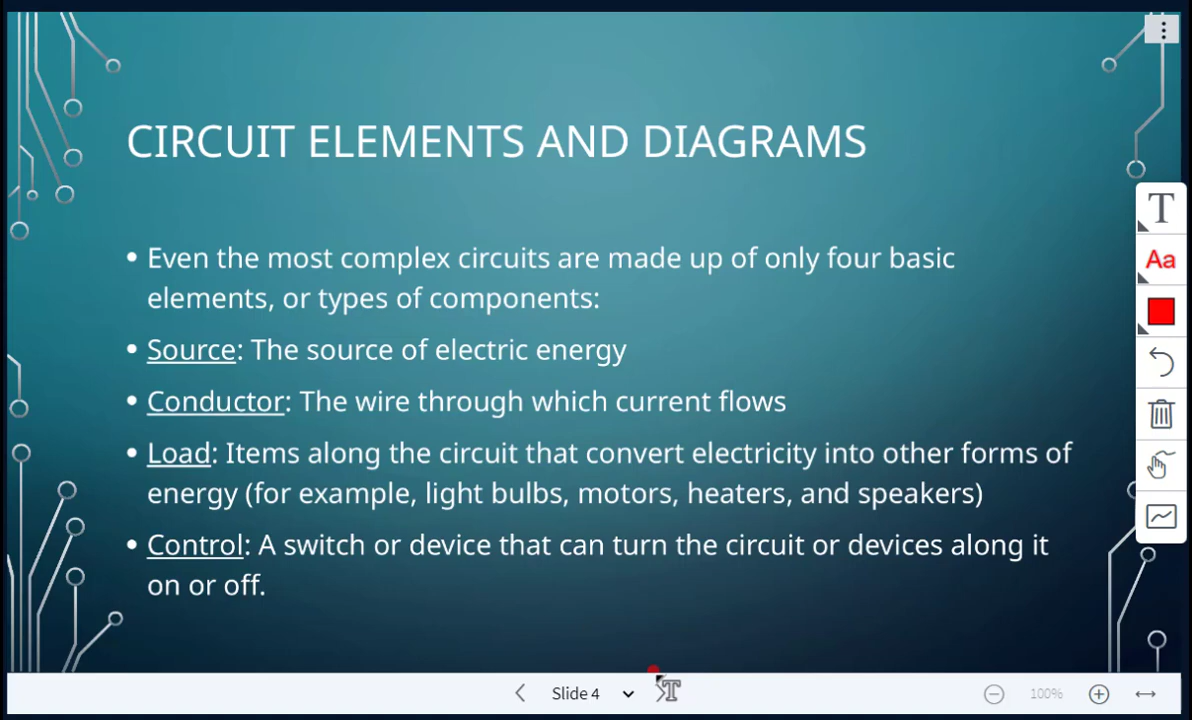 CIRCUIT ELEMENTS AND DIAGRAMS
• Even the most complex circuits are made up of only four basic
elements, or types of components:
• Source: The source of electric energy
• Conductor: The wire through which current flows
• Load: Items along the circuit that convert electricity into other forms of
energy (for example, light bulbs, motors, heaters, and speakers)
• Control: A switch or device that can turn the circuit or devices along it
on or off.
T
Aa
Slide 4
100%